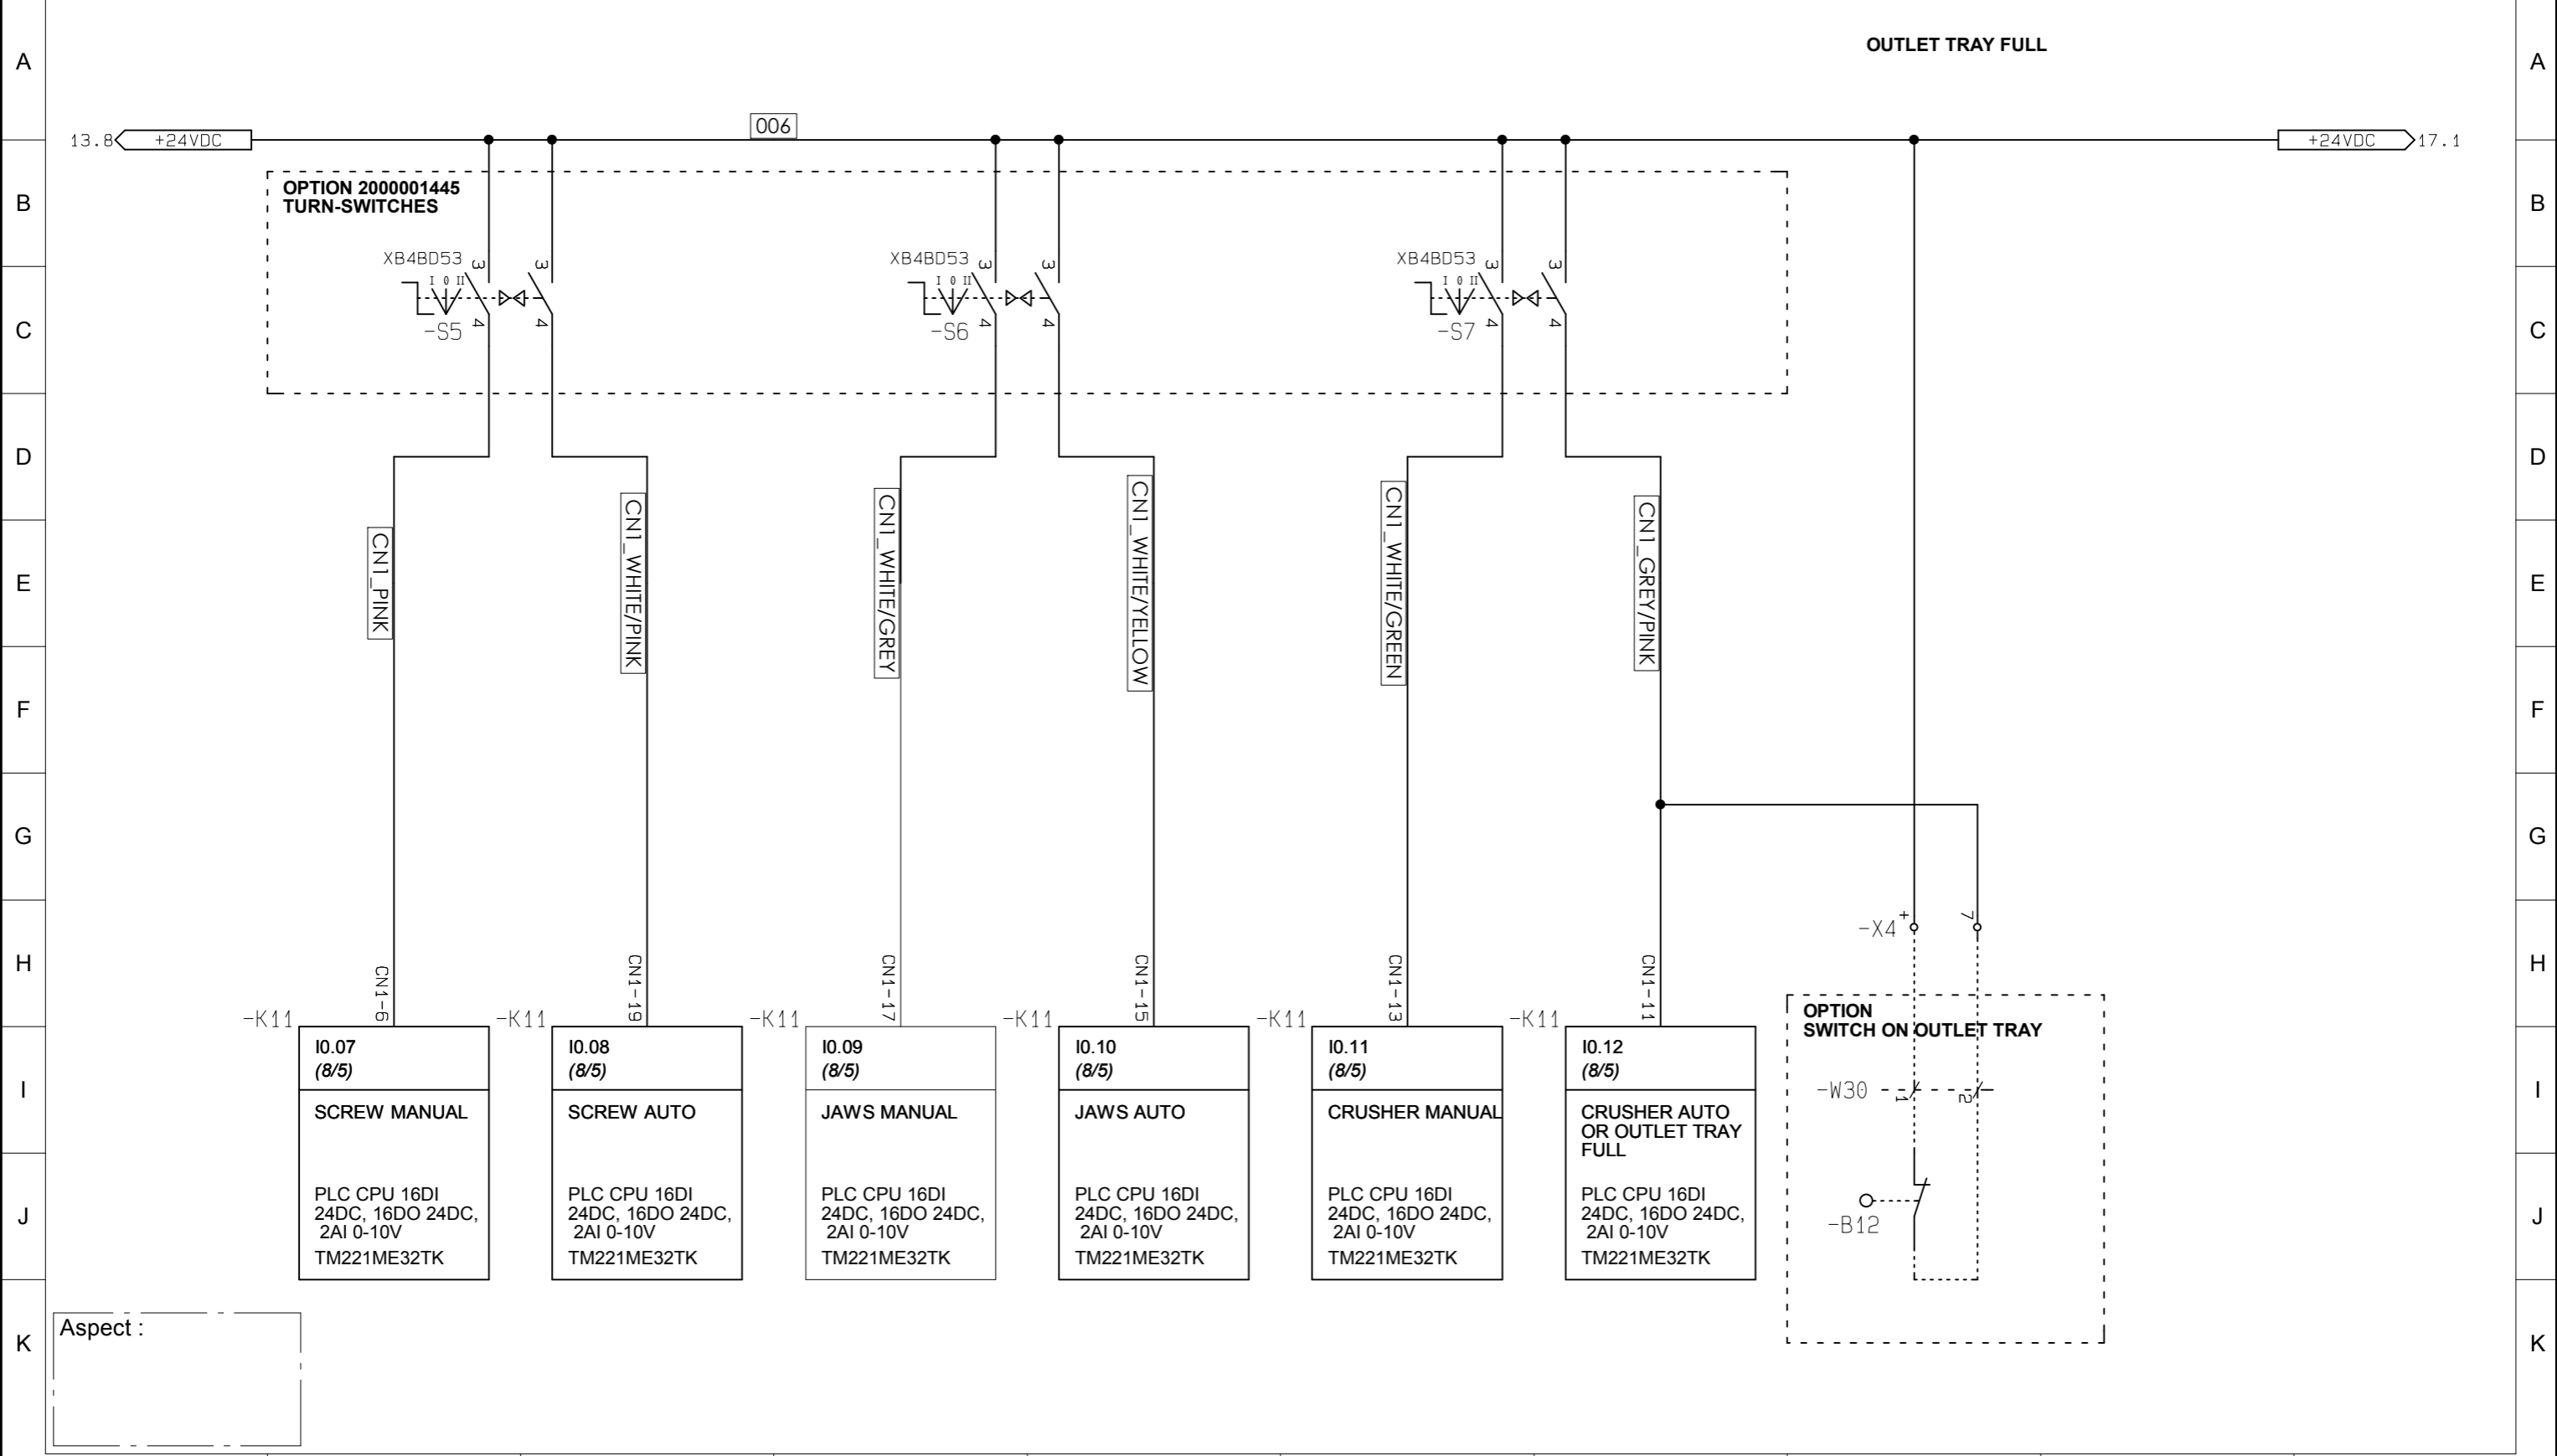 OUTLET TRAY FULL
A
A
13.8
+24VDC
006
+24VDC
17.1
B
B
OPTION 2000001445
TURN-SWITCHES
XB4BD53
3
3
I 0 II
-S5
4
4
XB4BD53
3
3
I 0 II
-S6
4
4
XB4BD53
3
3
I 0 II
-S7
4
4
C
C
D
D
CN1_PINK
CN1_WHITE/PINK
CN1_WHITE/GREY
CN1_WHITE/YELLOW
CN1_WHITE/GREEN
CN1_GREY/PINK
E
E
F
F
G
G
-X4
+
7
H
H
CN1-6
CN1-19
CN1-17
CN1-15
CN1-13
CN1-11
-K11
I0.07
(8/5)
SCREW MANUAL
PLC CPU 16DI
24DC, 16DO 24DC,
2AI 0-10V
TM221ME32TK
-K11
I0.08
(8/5)
SCREW AUTO
PLC CPU 16DI
24DC, 16DO 24DC,
2AI 0-10V
TM221ME32TK
-K11
I0.09
(8/5)
JAWS MANUAL
PLC CPU 16DI
24DC, 16DO 24DC,
2AI 0-10V
TM221ME32TK
-K11
I0.10
(8/5)
JAWS AUTO
PLC CPU 16DI
24DC, 16DO 24DC,
2AI 0-10V
TM221ME32TK
-K11
I0.11
(8/5)
CRUSHER MANUAL
PLC CPU 16DI
24DC, 16DO 24DC,
2AI 0-10V
TM221ME32TK
-K11
I0.12
(8/5)
CRUSHER AUTO
OR OUTLET TRAY
FULL
PLC CPU 16DI
24DC, 16DO 24DC,
2AI 0-10V
TM221ME32TK
OPTION
SWITCH ON OUTLET TRAY
-W30
1
2
-B12
I
I
J
J
K
K
Aspect :